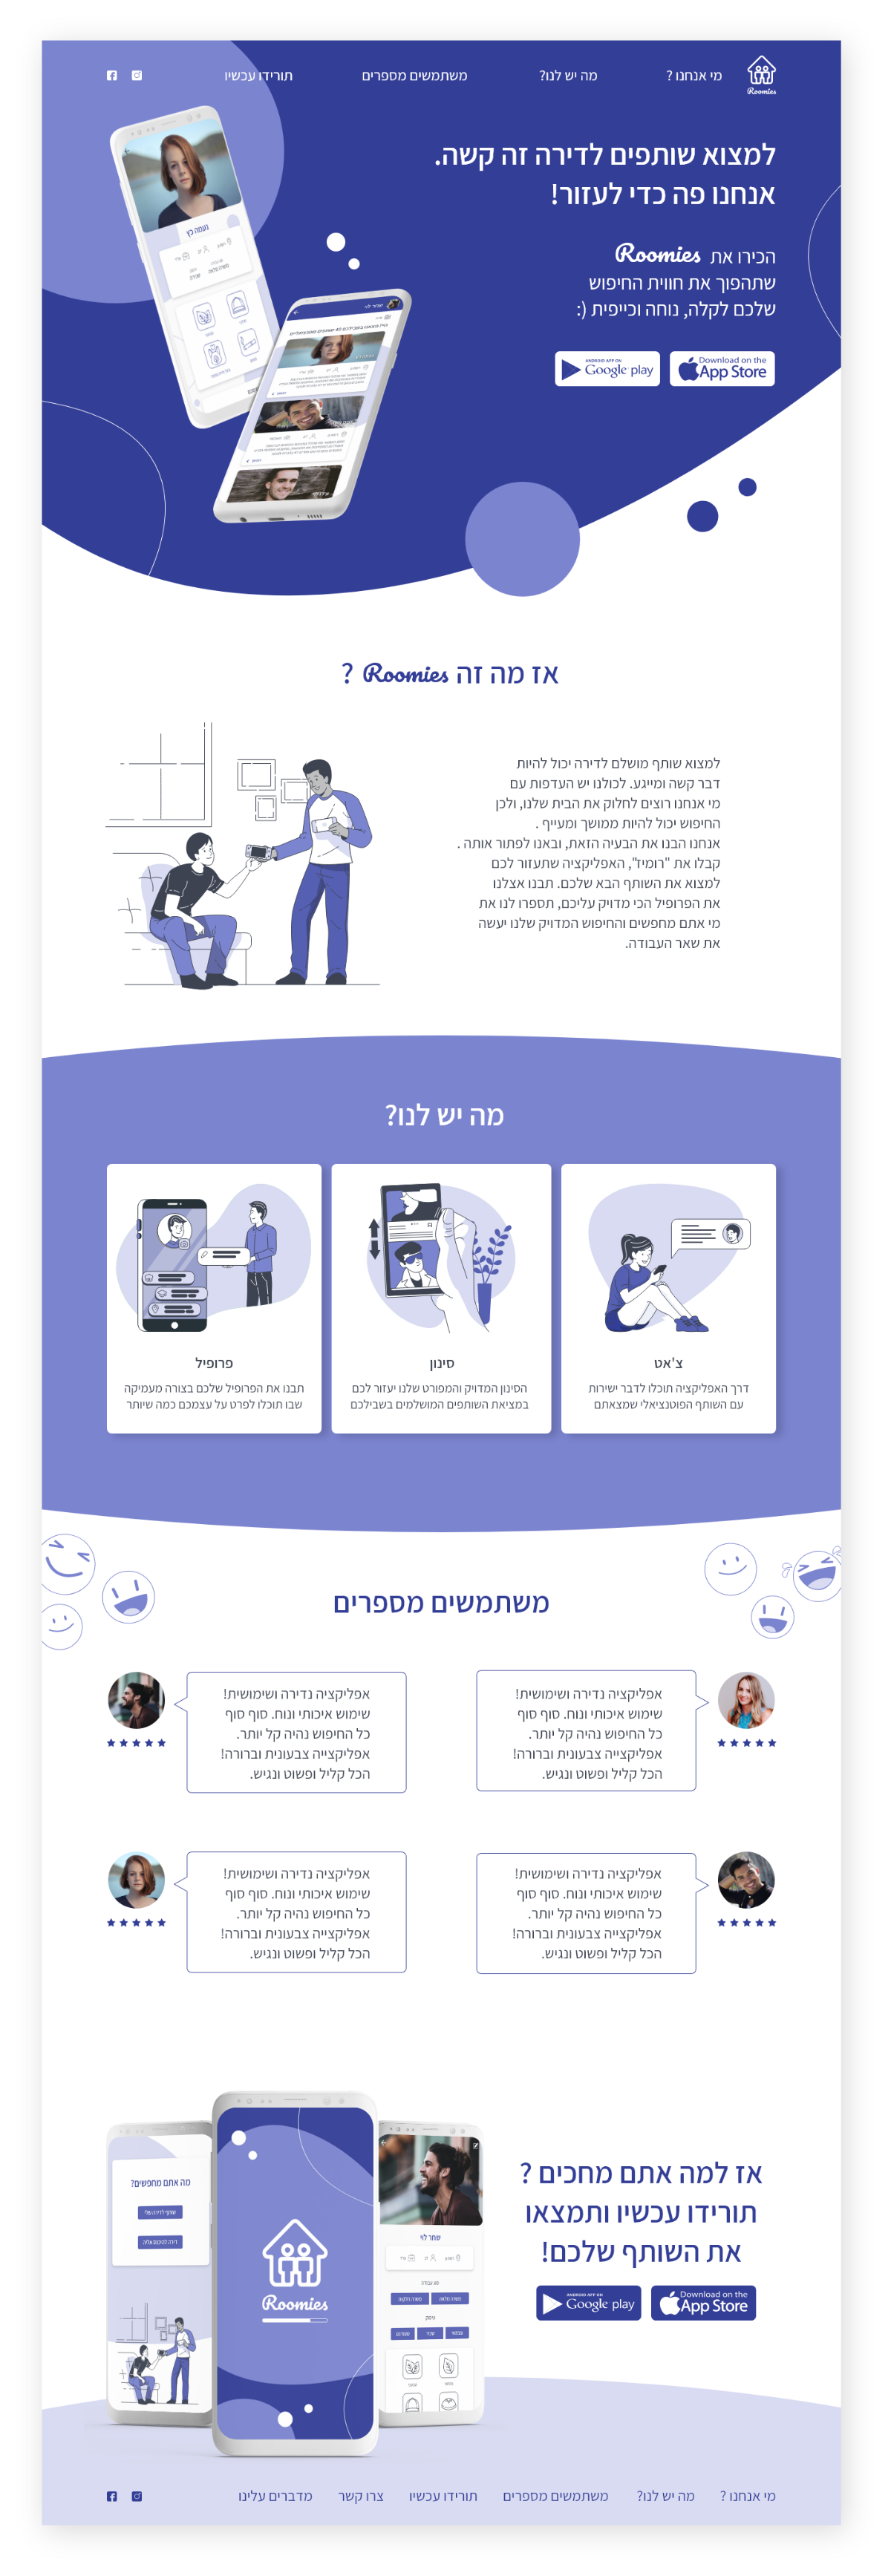 Roomies
מי אנחנו ?
מה יש לנו?
משתמשים מספרים
תורידו עכשיו
למצוא שותפים לדירה זה קשה.
אנחנו פה כדי לעזור!
הכירו את Roomies
שתהפוך את חווית החיפוש
שלכם לקלה, נוחה וכייפית (:
Download on the
App Store
ANDROID APP ON
Google play
נעמה כץ
אז מה זה Roomies ?
למצוא שותף מושלם לדירה יכול להיות
דבר קשה ומייגע. לכולנו יש העדפות עם
מי אנחנו רוצים לחלוק את הבית שלנו, ולכן
החיפוש יכול להיות ממושך ומעייף .
אנחנו הבנו את הבעיה הזאת, ובאנו לפתור אותה .
קבלו את "רומיז", האפליקציה שתעזור לכם
למצוא את השותף הבא שלכם. תבנו אצלנו
את הפרופיל הכי מדויק עליכם, תספרו לנו את
מי אתם מחפשים והחיפוש המדויק שלנו יעשה
את שאר העבודה.
מה יש לנו?
צ'אט
דרך האפליקציה תוכלו לדבר ישירות
עם השותף הפוטנציאלי שמצאתם
סינון
הסינון המדויק והמפורט שלנו יעזור לכם
במציאת השותפים המושלמים בשבילכם
פרופיל
תבנו את הפרופיל שלכם בצורה מעמיקה
שבו תוכלו לפרט על עצמכם כמה שיותר
משתמשים מספרים
אפליקציה נדירה ושימושית!
שימוש איכותי ונוח. סוף סוף
כל החיפוש נהיה קל יותר.
אפליקצייה צבעונית וברורה!
הכל קליל ופשוט ונגיש.
אפליקציה נדירה ושימושית!
שימוש איכותי ונוח. סוף סוף
כל החיפוש נהיה קל יותר.
אפליקצייה צבעונית וברורה!
הכל קליל ופשוט ונגיש.
אפליקציה נדירה ושימושית!
שימוש איכותי ונוח. סוף סוף
כל החיפוש נהיה קל יותר.
אפליקצייה צבעונית וברורה!
הכל קליל ופשוט ונגיש.
אפליקציה נדירה ושימושית!
שימוש איכותי ונוח. סוף סוף
כל החיפוש נהיה קל יותר.
אפליקצייה צבעונית וברורה!
הכל קליל ופשוט ונגיש.
אז למה אתם מחכים ?
תורידו עכשיו ותמצאו
את השותף שלכם!
Download on the
App Store
ANDROID APP ON
Google play
שחר לוי
Roomies
מה אתם מחפשים?
מי אנחנו ?
מה יש לנו?
משתמשים מספרים
תורידו עכשיו
צרו קשר
מדברים עלינו